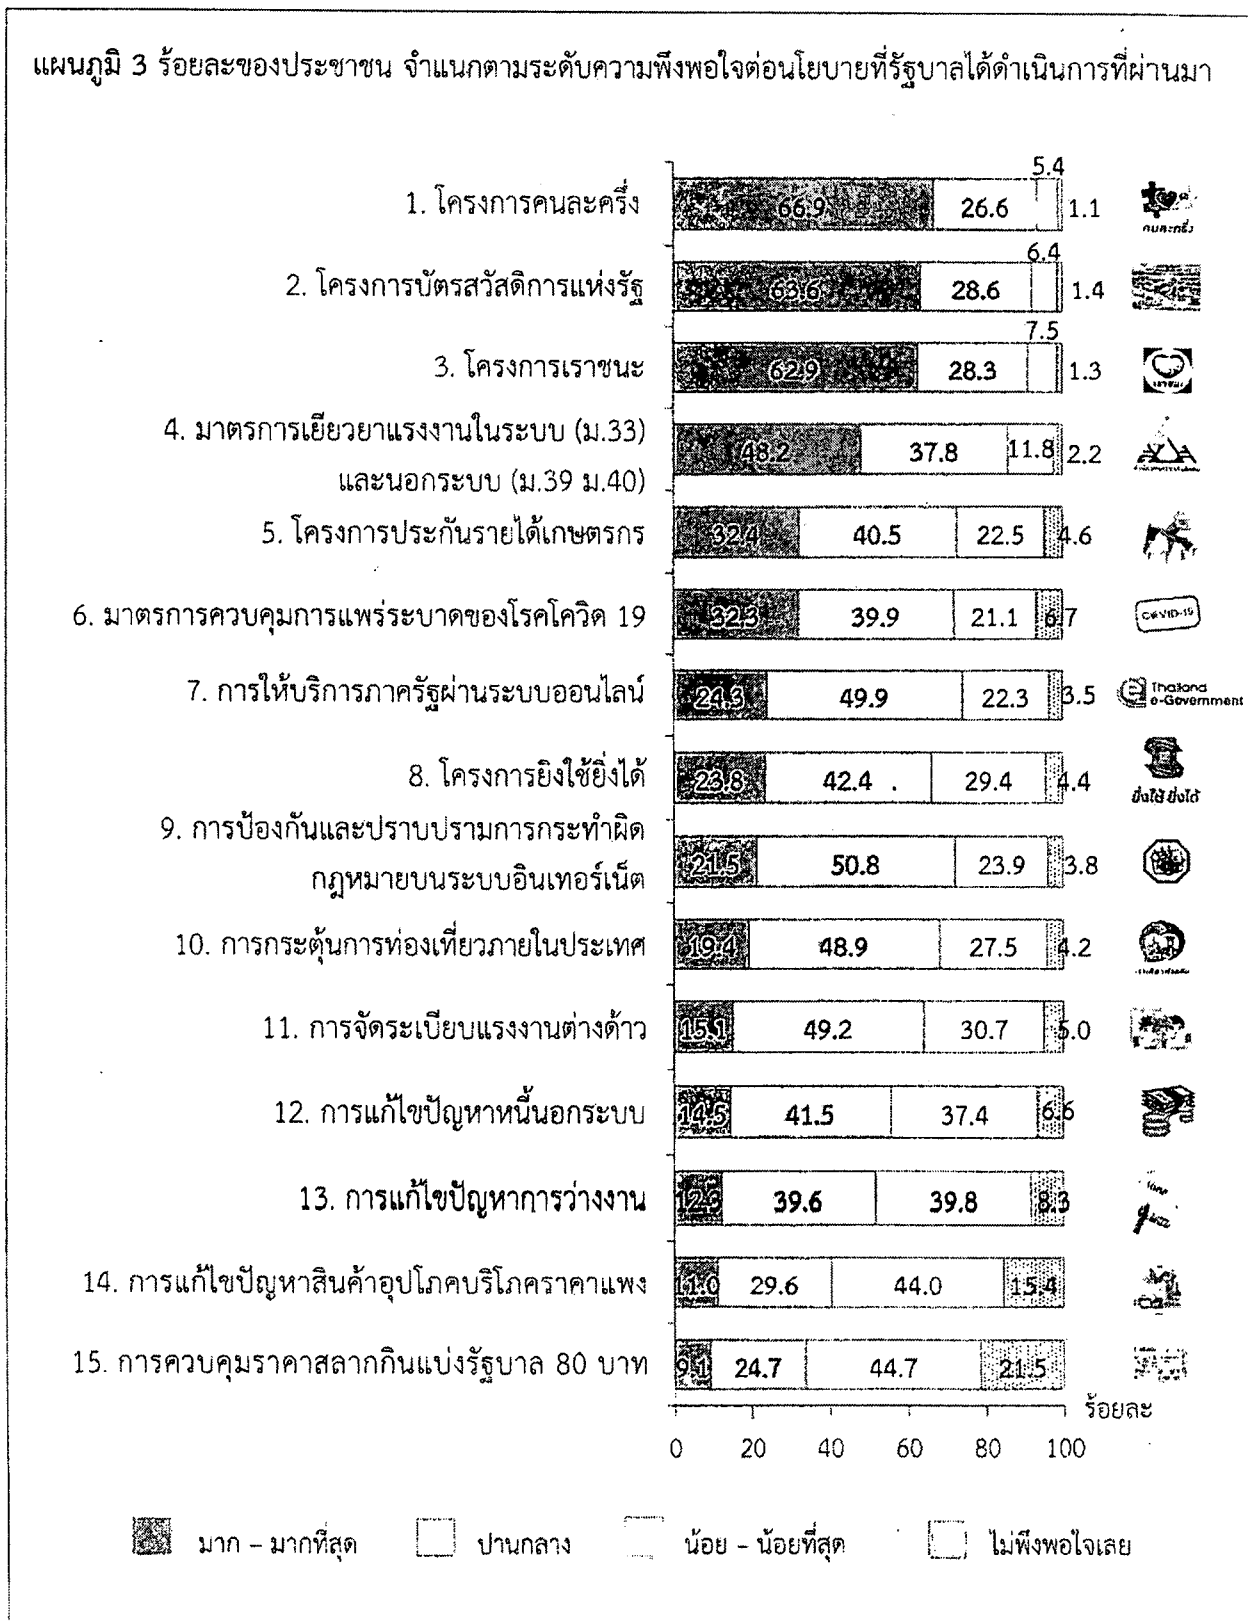 แผนภูมิ 3 ร้อยละของประชาชน จำแนกตามระดับความพึงพอใจต่อนโยบายที่รัฐบาลได้ดำเนินการที่ผ่านมา
5.4
1. โครงการคนละครึ่ง 66.9 26.6 1.1
คนละครึ่ง
6.4
2. โครงการบัตรสวัสดิการแห่งรัฐ 63.6 28.6 1.4
7.5
3. โครงการเราชนะ 62.9 28.3 1.3
เราชนะ
4. มาตรการเยียวยาแรงงานในระบบ (ม.33)
48.2 37.8 11.8 2.2
และนอกระบบ (ม.39 ม.40)
5. โครงการประกันรายได้เกษตรกร 32.4 40.5 22.5 4.6
6. มาตรการควบคุมการแพร่ระบาดของโรคโควิด 19 32.3 39.9 21.1 6.7 COVID-19
7. การให้บริการภาครัฐผ่านระบบออนไลน์ 24.3 49.9 22.3 3.5 Thailand
e-Government
8. โครงการยิ่งใช้ยิ่งได้ 23.8 42.4 29.4 4.4
ยิ่งใช้ ยิ่งได้
9. การป้องกันและปราบปรามการกระทำผิด
21.5 50.8 23.9 3.8
กฎหมายบนระบบอินเทอร์เน็ต
10. การกระตุ้นการท่องเที่ยวภายในประเทศ 19.4 48.9 27.5 4.2
11. การจัดระเบียบแรงงานต่างด้าว 15.1 49.2 30.7 5.0
12. การแก้ไขปัญหาหนี้นอกระบบ 14.5 41.5 37.4 6.6
13. การแก้ไขปัญหาการว่างงาน 12.3 39.6 39.8 8.3
14. การแก้ไขปัญหาสินค้าอุปโภคบริโภคราคาแพง 11.0 29.6 44.0 15.4
15. การควบคุมราคาสลากกินแบ่งรัฐบาล 80 บาท 9.1 24.7 44.7 21.5
ร้อยละ
0 20 40 60 80 100
มาก – มากที่สุด ปานกลาง น้อย – น้อยที่สุด ไม่พึงพอใจเลย